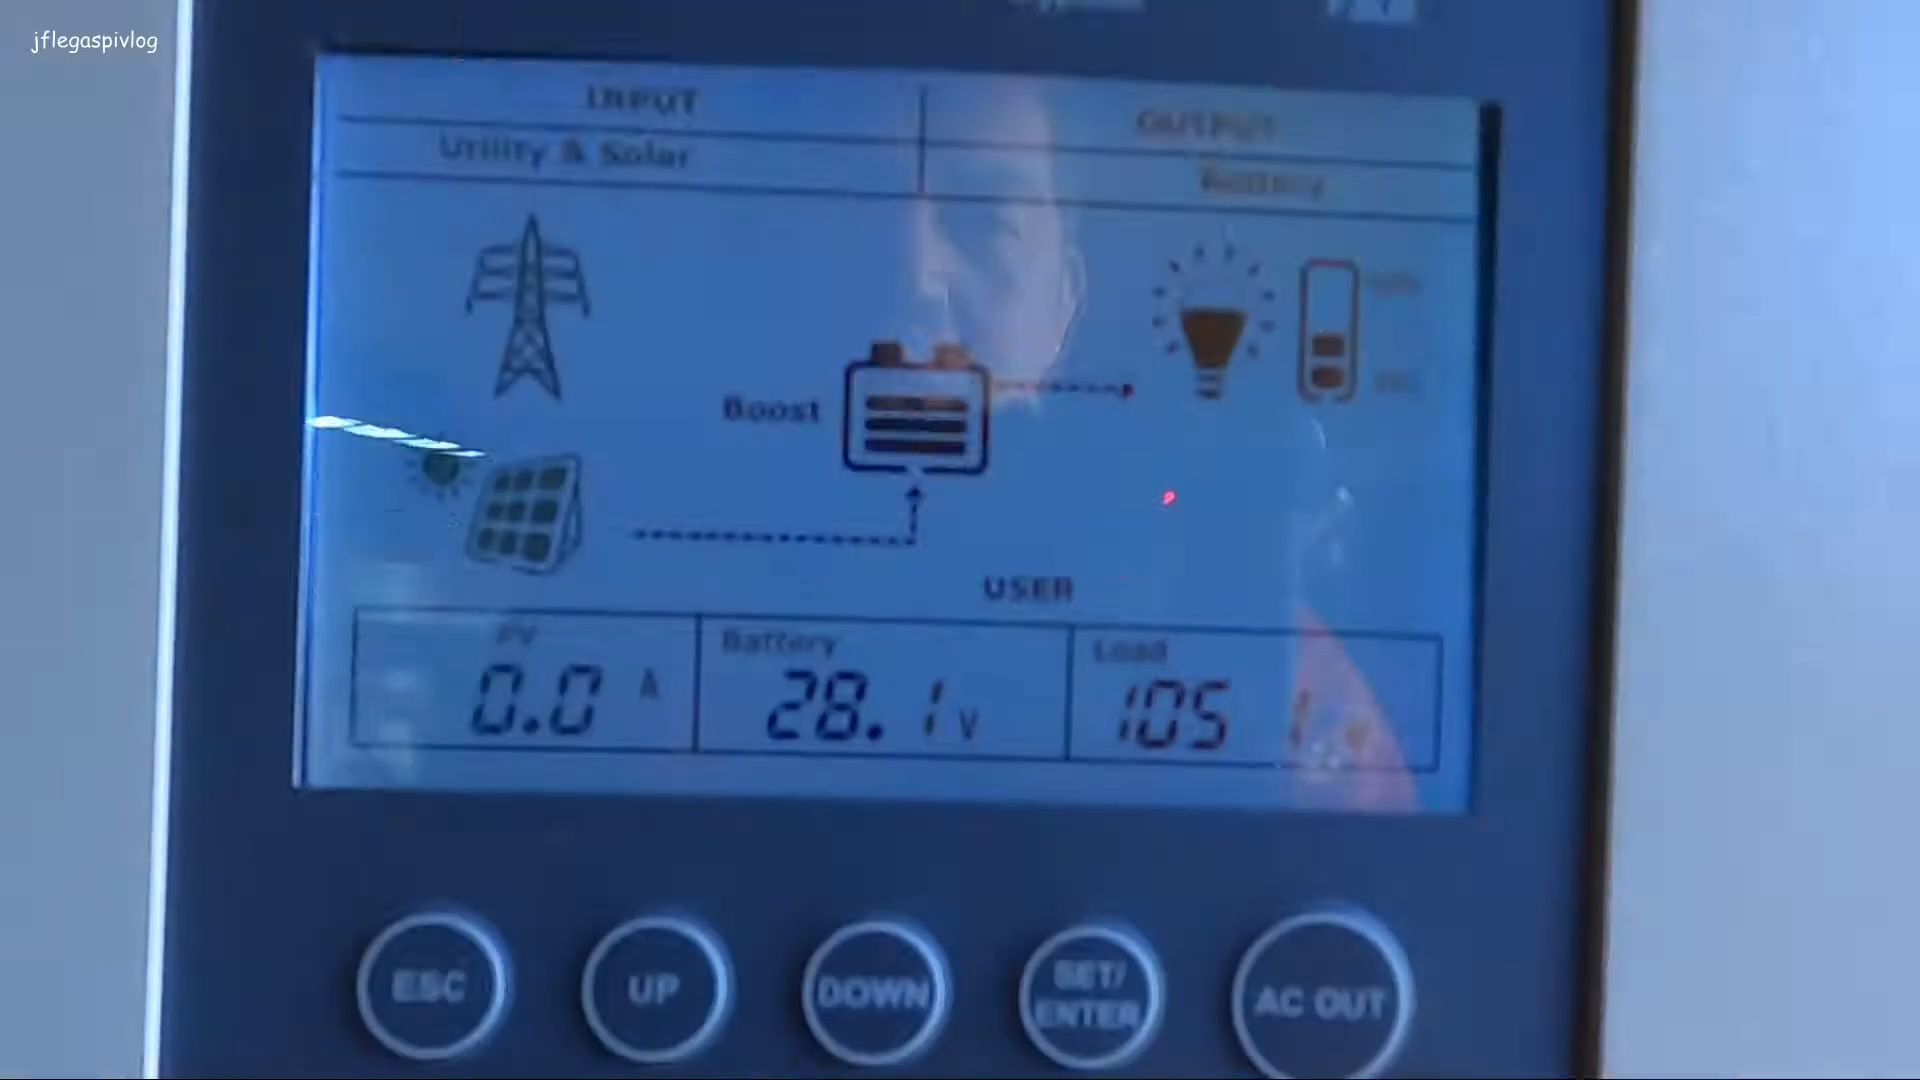 jflegaspivlog
INPUT
OUTPUT
Utility & Solar
Battery
Boost
USER
PV
Battery
Load
0.0 A
28.1 V
1051
ESC
UP
DOWN
SET/
ENTER
AC OUT